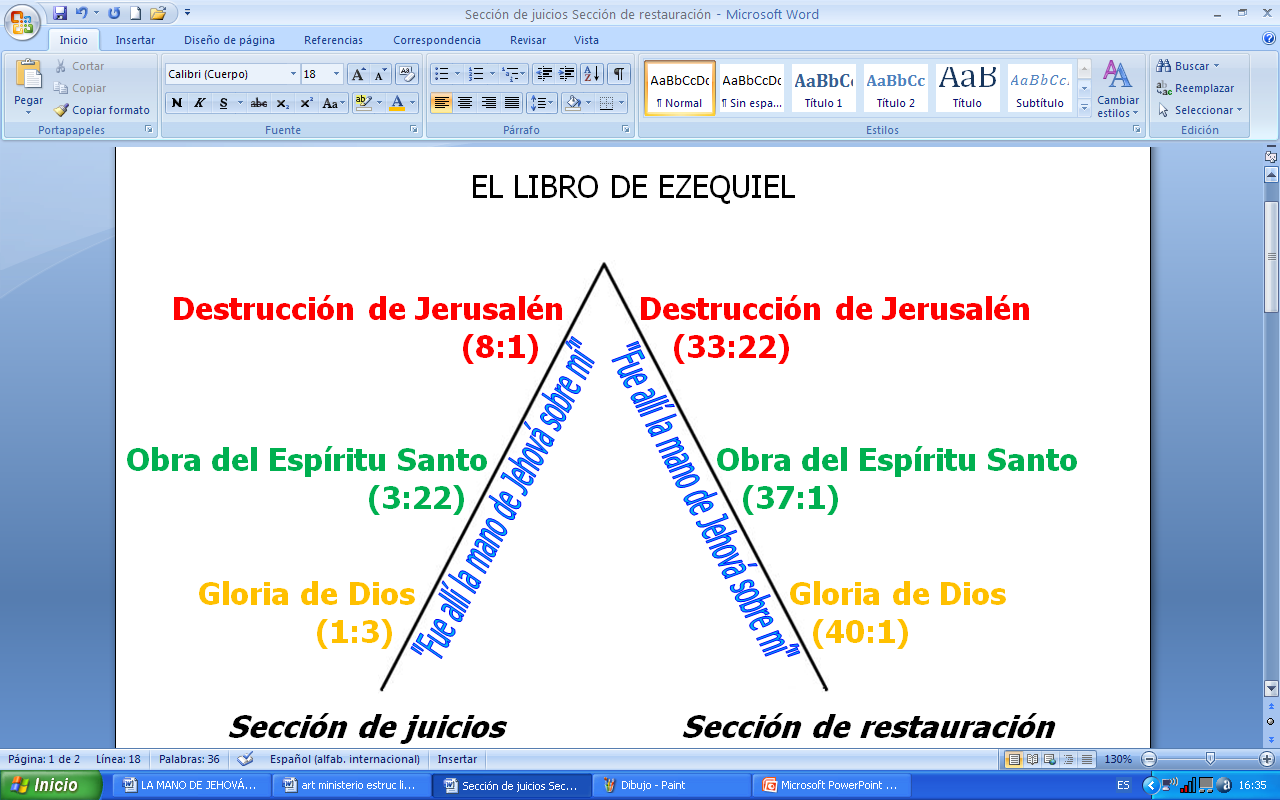 Sección de juicios Sección de restauración - Microsoft Word
Inicio Insertar Diseño de página Referencias Correspondencia Revisar Vista
Pegar
Cortar
Copiar
Copiar formato
Portapapeles
Calibri (Cuerpo) 18
N K S abc x₂ x² Aa
Fuente
Párrafo
AaBbCcDc AaBbCcDc AaBbCc AaBbCc AaB AaBbCc.
¶ Normal ¶ Sin espa... Título 1 Título 2 Título Subtítulo
Cambiar estilos
Estilos
Buscar
Reemplazar
Seleccionar
Edición
EL LIBRO DE EZEQUIEL
Destrucción de Jerusalén Destrucción de Jerusalén
(8:1) (33:22)
"Fue allí la mano de Jehová sobre mí"
"Fue allí la mano de Jehová sobre mi"
Obra del Espíritu Santo Obra del Espíritu Santo
(3:22) (37:1)
Gloria de Dios Gloria de Dios
(1:3) (40:1)
Sección de juicios Sección de restauración
Página: 1 de 2 Línea: 18 Palabras: 36 Español (alfab. internacional) Insertar 130%
Inicio LA MANO DE JEHOVÁ... art ministerio estruc li... Sección de juicios Sec... Dibujo - Paint Microsoft PowerPoint ... ES 16:35